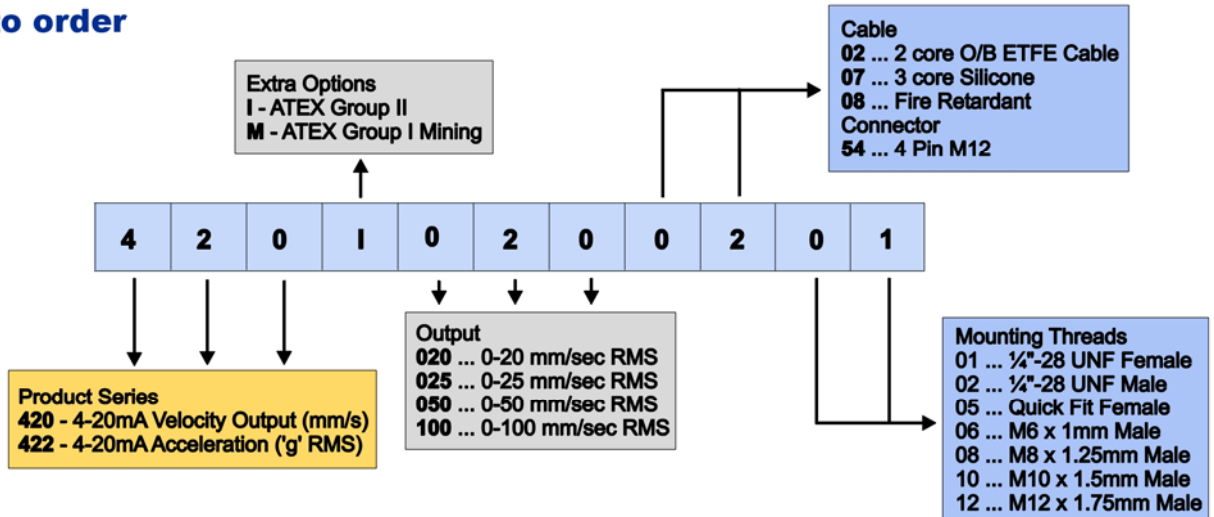 to order
Cable
02 ... 2 core O/B ETFE Cable
07 ... 3 core Silicone
08 ... Fire Retardant
Connector
54 ... 4 Pin M12
Extra Options
I - ATEX Group II
M - ATEX Group I Mining
4 2 0 I 0 2 0 0 2 0 1
Output
020 ... 0-20 mm/sec RMS
025 ... 0-25 mm/sec RMS
050 ... 0-50 mm/sec RMS
100 ... 0-100 mm/sec RMS
Product Series
420 - 4-20mA Velocity Output (mm/s)
422 - 4-20mA Acceleration ('g' RMS)
Mounting Threads
01 ... ¼"-28 UNF Female
02 ... ¼"-28 UNF Male
05 ... Quick Fit Female
06 ... M6 x 1mm Male
08 ... M8 x 1.25mm Male
10 ... M10 x 1.5mm Male
12 ... M12 x 1.75mm Male